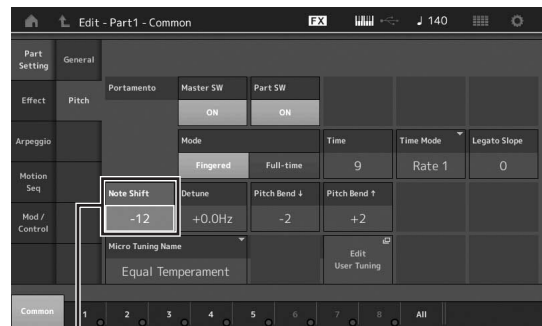 Edit - Part1 - Common
FX
♩ 140
Part Setting
General
Effect
Pitch
Arpeggio
Motion Seq
Mod / Control
Portamento
Master SW
Part SW
ON
ON
Mode
Time
Time Mode
Legato Slope
Fingered
Full-time
9
Rate 1
0
Note Shift
Detune
Pitch Bend ↓
Pitch Bend ↑
-12
+0.0Hz
-2
+2
Micro Tuning Name
Equal Temperament
Edit User Tuning
Common
1
2
3
4
5
6
7
8
All